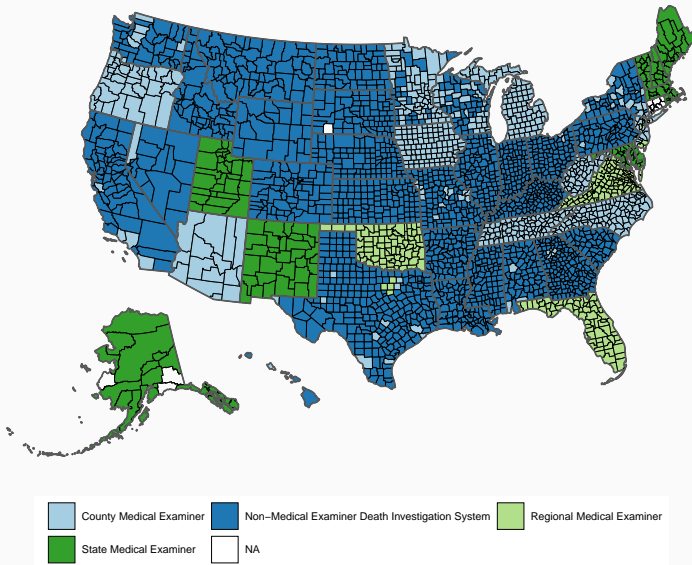 County Medical Examiner
Non−Medical Examiner Death Investigation System
Regional Medical Examiner
State Medical Examiner
NA